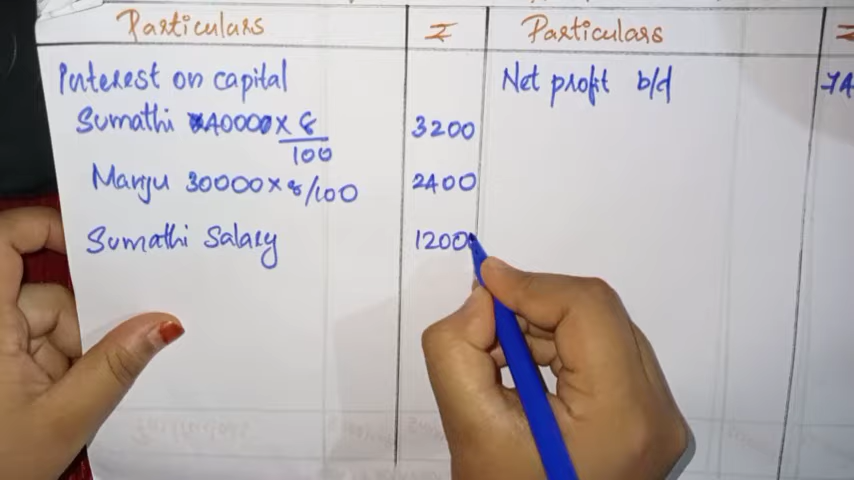 Particulars ₹ Particulars ₹
Interest on capital Net profit b/d 7A
Sumathi 40000 × 8 3200
100
Manju 30000 × 8/100 2400
Sumathi Salary 1200